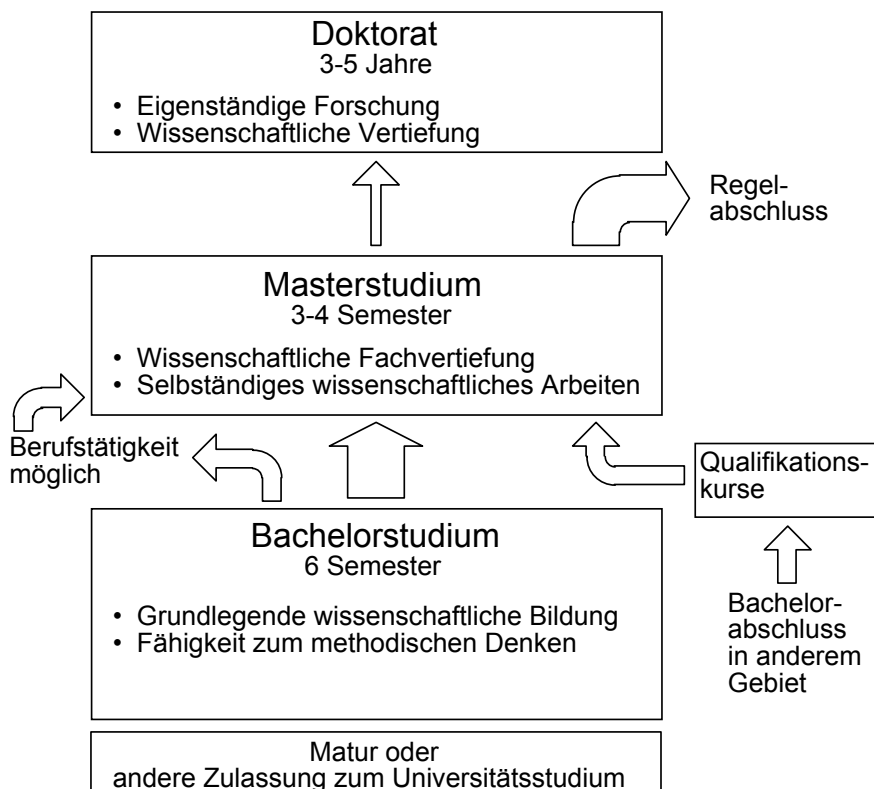 Doktorat
3-5 Jahre
• Eigenständige Forschung
• Wissenschaftliche Vertiefung
Regel-
abschluss
Masterstudium
3-4 Semester
• Wissenschaftliche Fachvertiefung
• Selbständiges wissenschaftliches Arbeiten
Berufstätigkeit
möglich
Qualifikations-
kurse
Bachelorstudium
6 Semester
• Grundlegende wissenschaftliche Bildung
• Fähigkeit zum methodischen Denken
Bachelor-
abschluss
in anderem
Gebiet
Matur oder
andere Zulassung zum Universitätsstudium